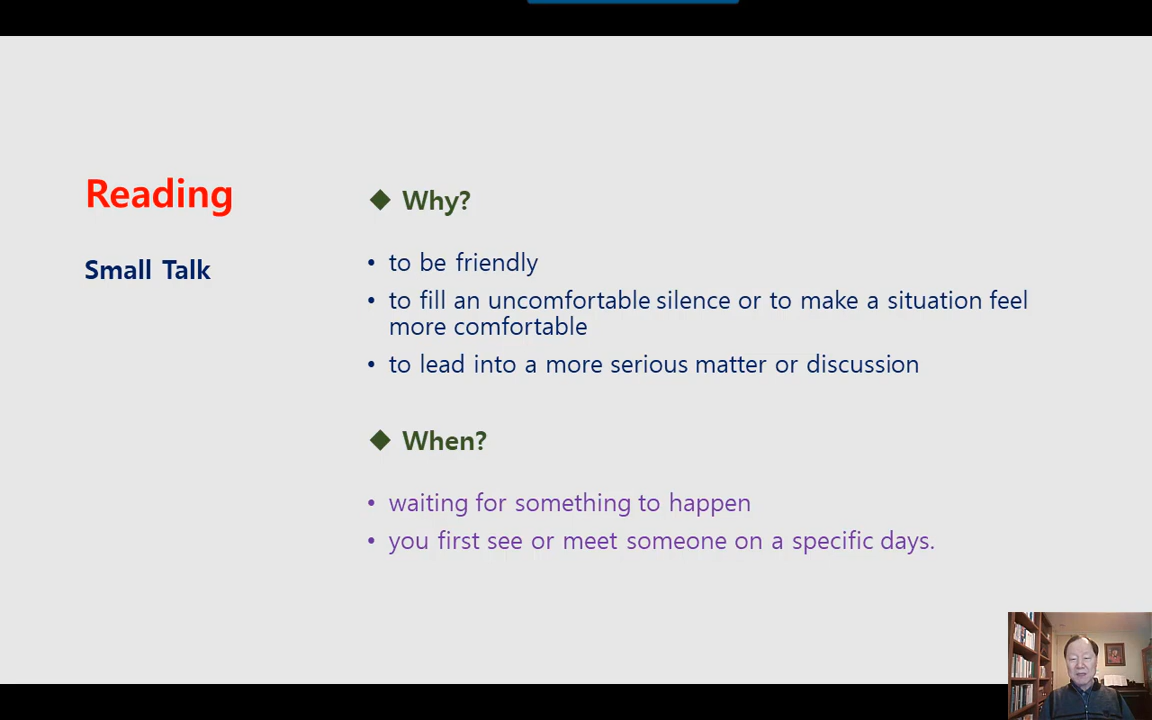 Reading
Small Talk
◆ Why?
• to be friendly
• to fill an uncomfortable silence or to make a situation feel
more comfortable
• to lead into a more serious matter or discussion
◆ When?
• waiting for something to happen
• you first see or meet someone on a specific days.